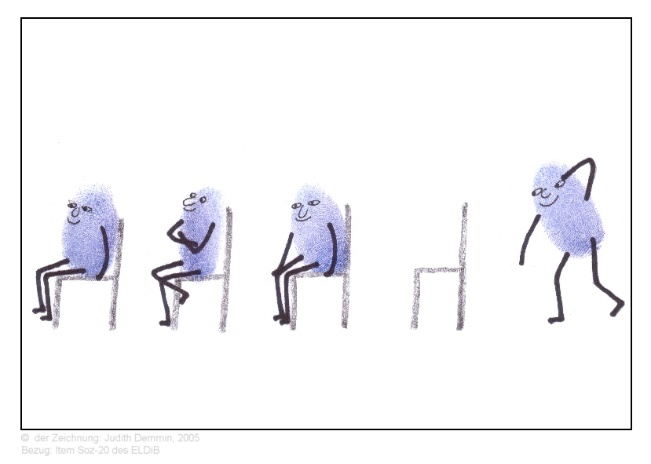 © der Zeichnung: Judith Demmin, 2005
Bezug: Item Soz-20 des ELDiB